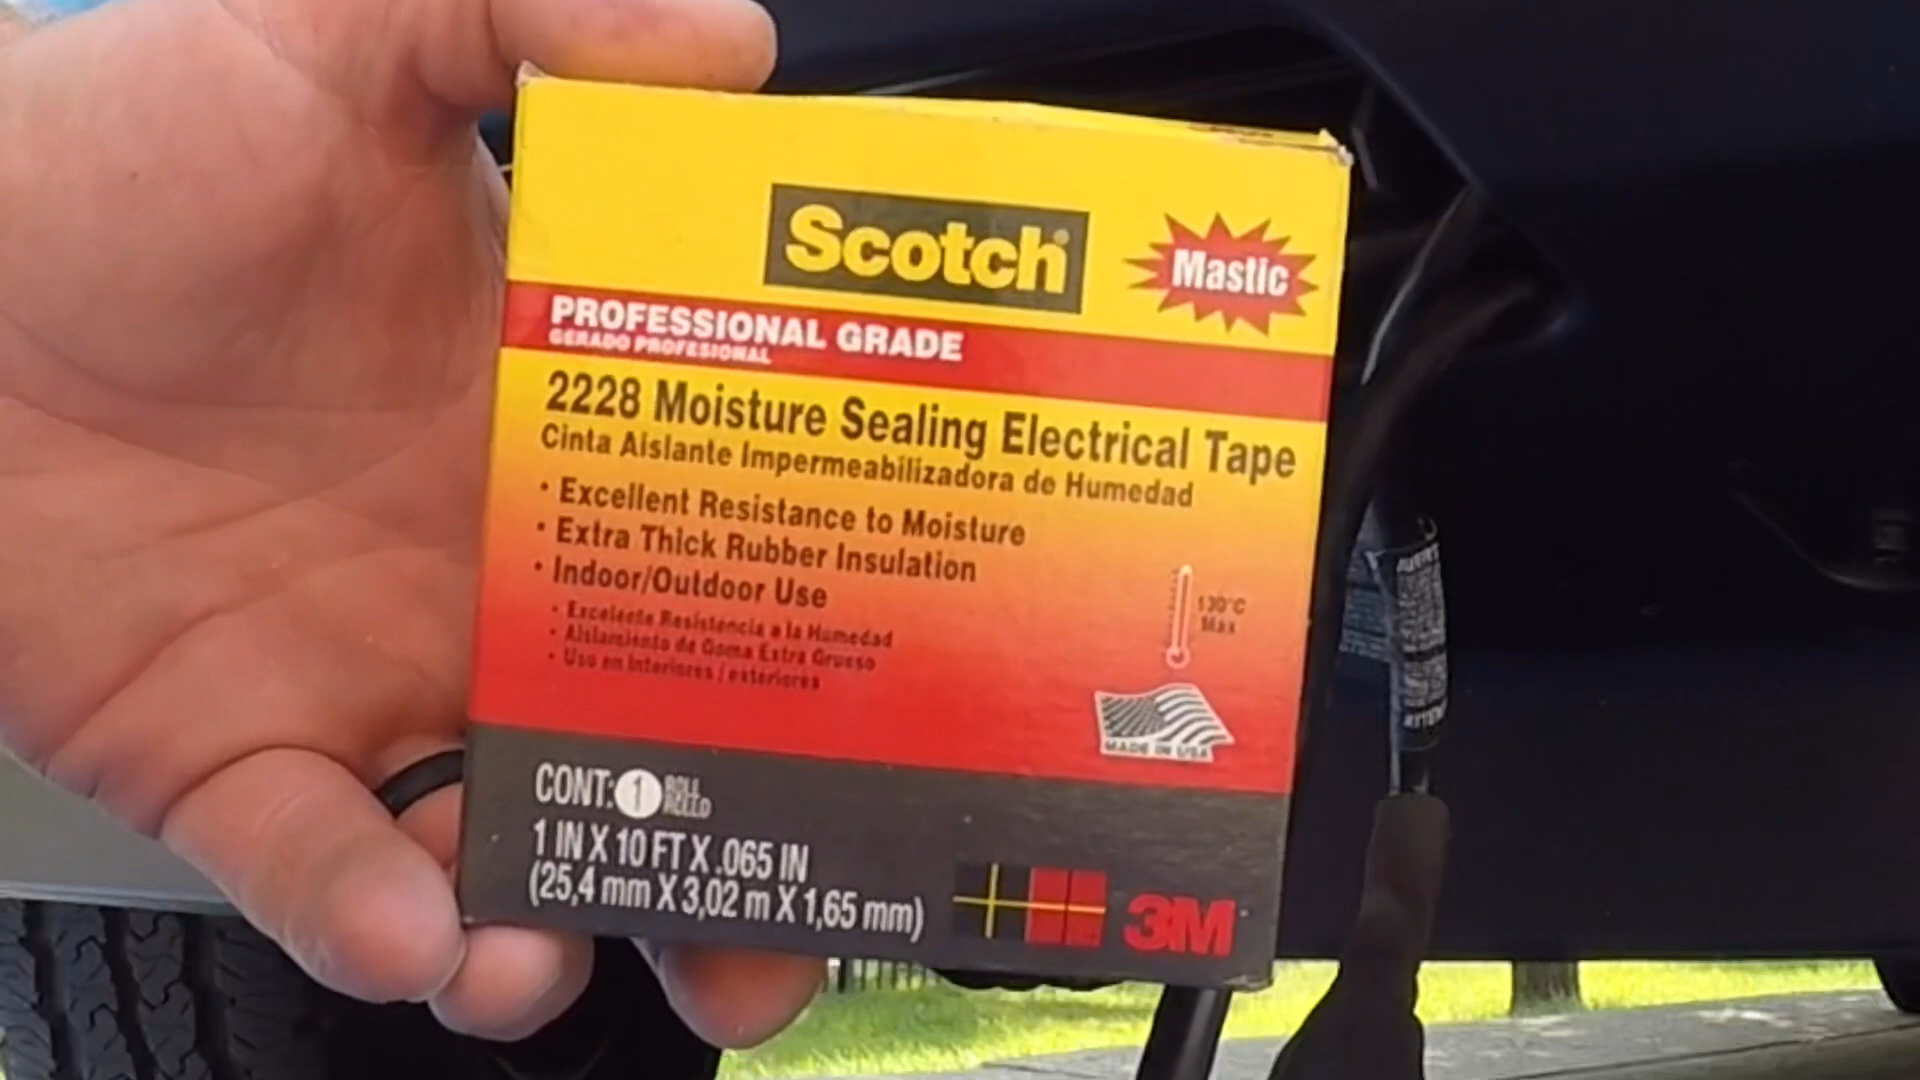 Scotch
Mastic
PROFESSIONAL GRADE
GERADO PROFESIONAL
2228 Moisture Sealing Electrical Tape
Cinta Aislante Impermeabilizadora de Humedad
• Excellent Resistance to Moisture
• Extra Thick Rubber Insulation
• Indoor/Outdoor Use
• Excelente Resistencia a la Humedad
• Aislamiento de Goma Extra Grueso
• Uso en Interiores / exteriores
130°C
Max
MADE IN USA
CONT: 1 ROLL
ROLLO
1 IN X 10 FT X .065 IN
(25,4 mm X 3,02 m X 1,65 mm)
3M